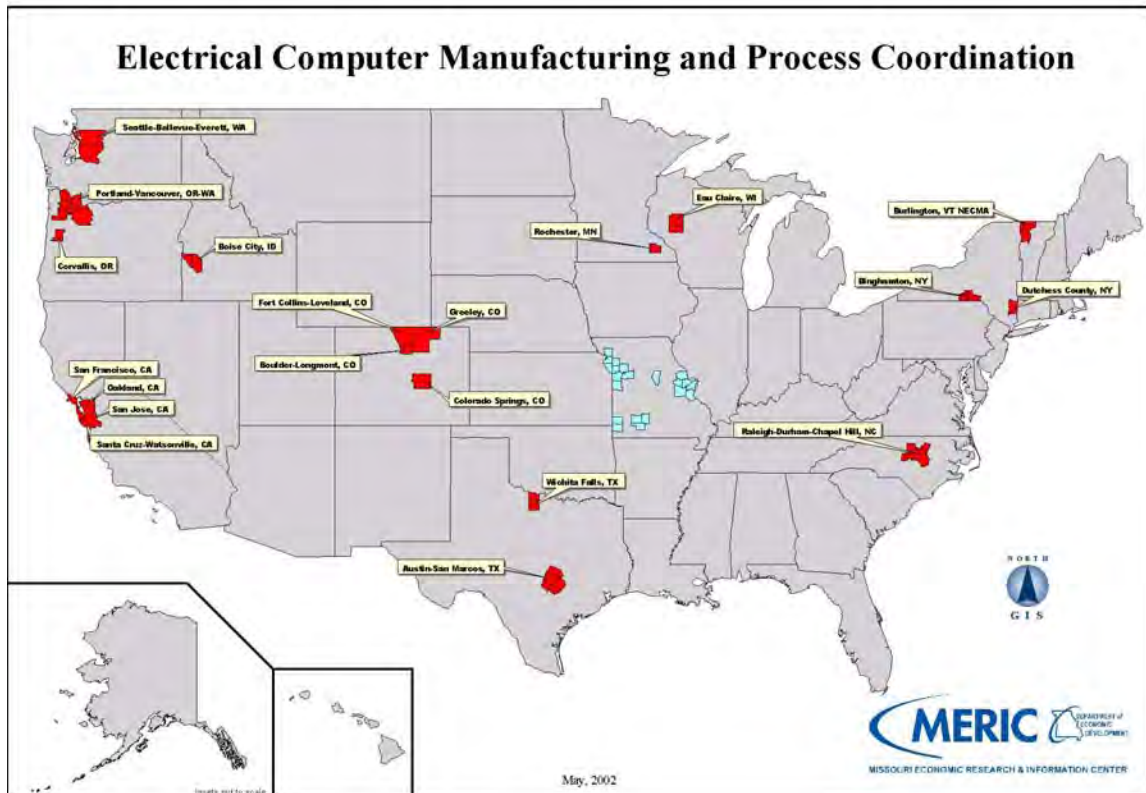 Electrical Computer Manufacturing and Process Coordination
Seattle-Bellevue-Everett, WA
Portland-Vancouver, OR-WA
Eau Claire, WI
Burlington, VT NECMA
Rochester, MN
Boise City, ID
Corvallis, OR
Binghamton, NY
Dutchess County, NY
Fort Collins-Loveland, CO
Greeley, CO
Boulder-Longmont, CO
San Francisco, CA
Oakland, CA
San Jose, CA
Santa Cruz-Watsonville, CA
Colorado Springs, CO
Raleigh-Durham-Chapel Hill, NC
Wichita Falls, TX
Austin-San Marcos, TX
NORTH
GIS
MERIC
DEPARTMENT of
ECONOMIC
DEVELOPMENT
MISSOURI ECONOMIC RESEARCH & INFORMATION CENTER
May, 2002